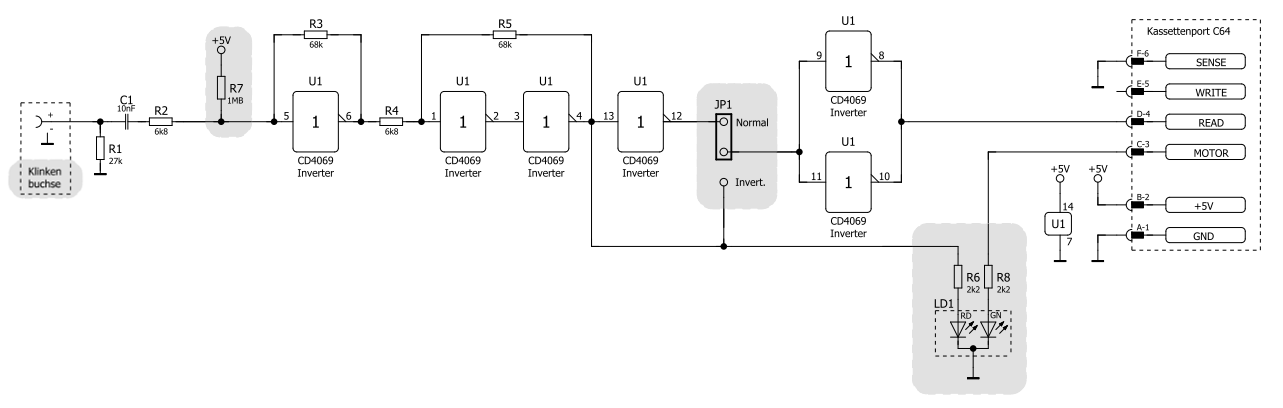 +5V
R7
1MB
C1
10nF
R2
6k8
+
-
R1
27k
Klinken
buchse
R3
68k
U1
5
1
6
CD4069
Inverter
R4
6k8
R5
68k
U1
1
1
2
CD4069
Inverter
U1
3
1
4
CD4069
Inverter
U1
13
1
12
CD4069
Inverter
JP1
Normal
Invert.
U1
9
1
8
CD4069
Inverter
U1
11
1
10
CD4069
Inverter
R6
2k2
R8
2k2
LD1
RD
GN
+5V
14
U1
7
+5V
Kassettenport C64
F-6
SENSE
E-5
WRITE
D-4
READ
C-3
MOTOR
B-2
+5V
A-1
GND